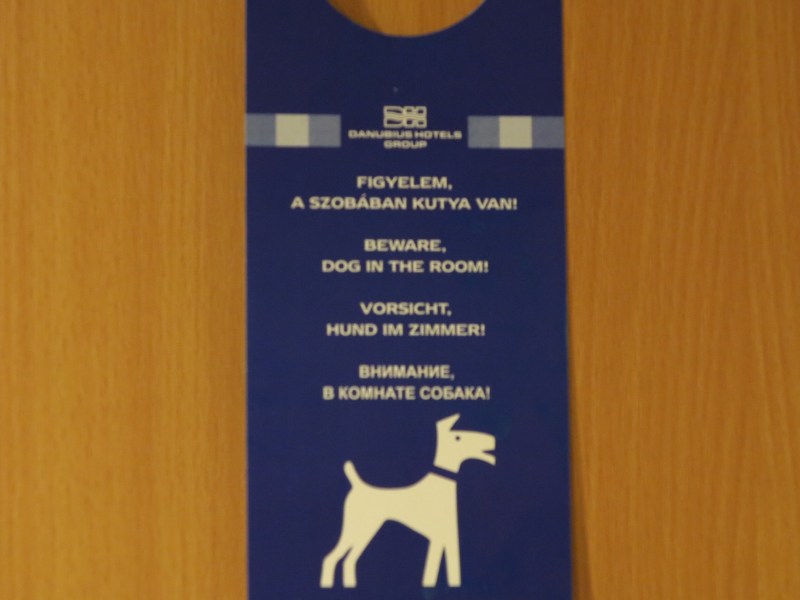 DANUBIUS HOTELS
GROUP
FIGYELEM,
A SZOBÁBAN KUTYA VAN!
BEWARE,
DOG IN THE ROOM!
VORSICHT,
HUND IM ZIMMER!
ВНИМАНИЕ,
В КОМНАТЕ СОБАКА!